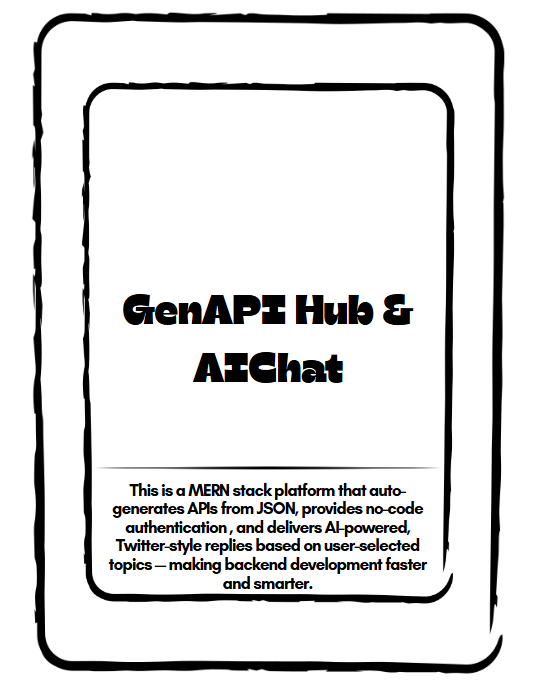 GenAPI Hub &
AIChat
This is a MERN stack platform that auto-
generates APIs from JSON, provides no-code
authentication , and delivers AI-powered,
Twitter-style replies based on user-selected
topics — making backend development faster
and smarter.